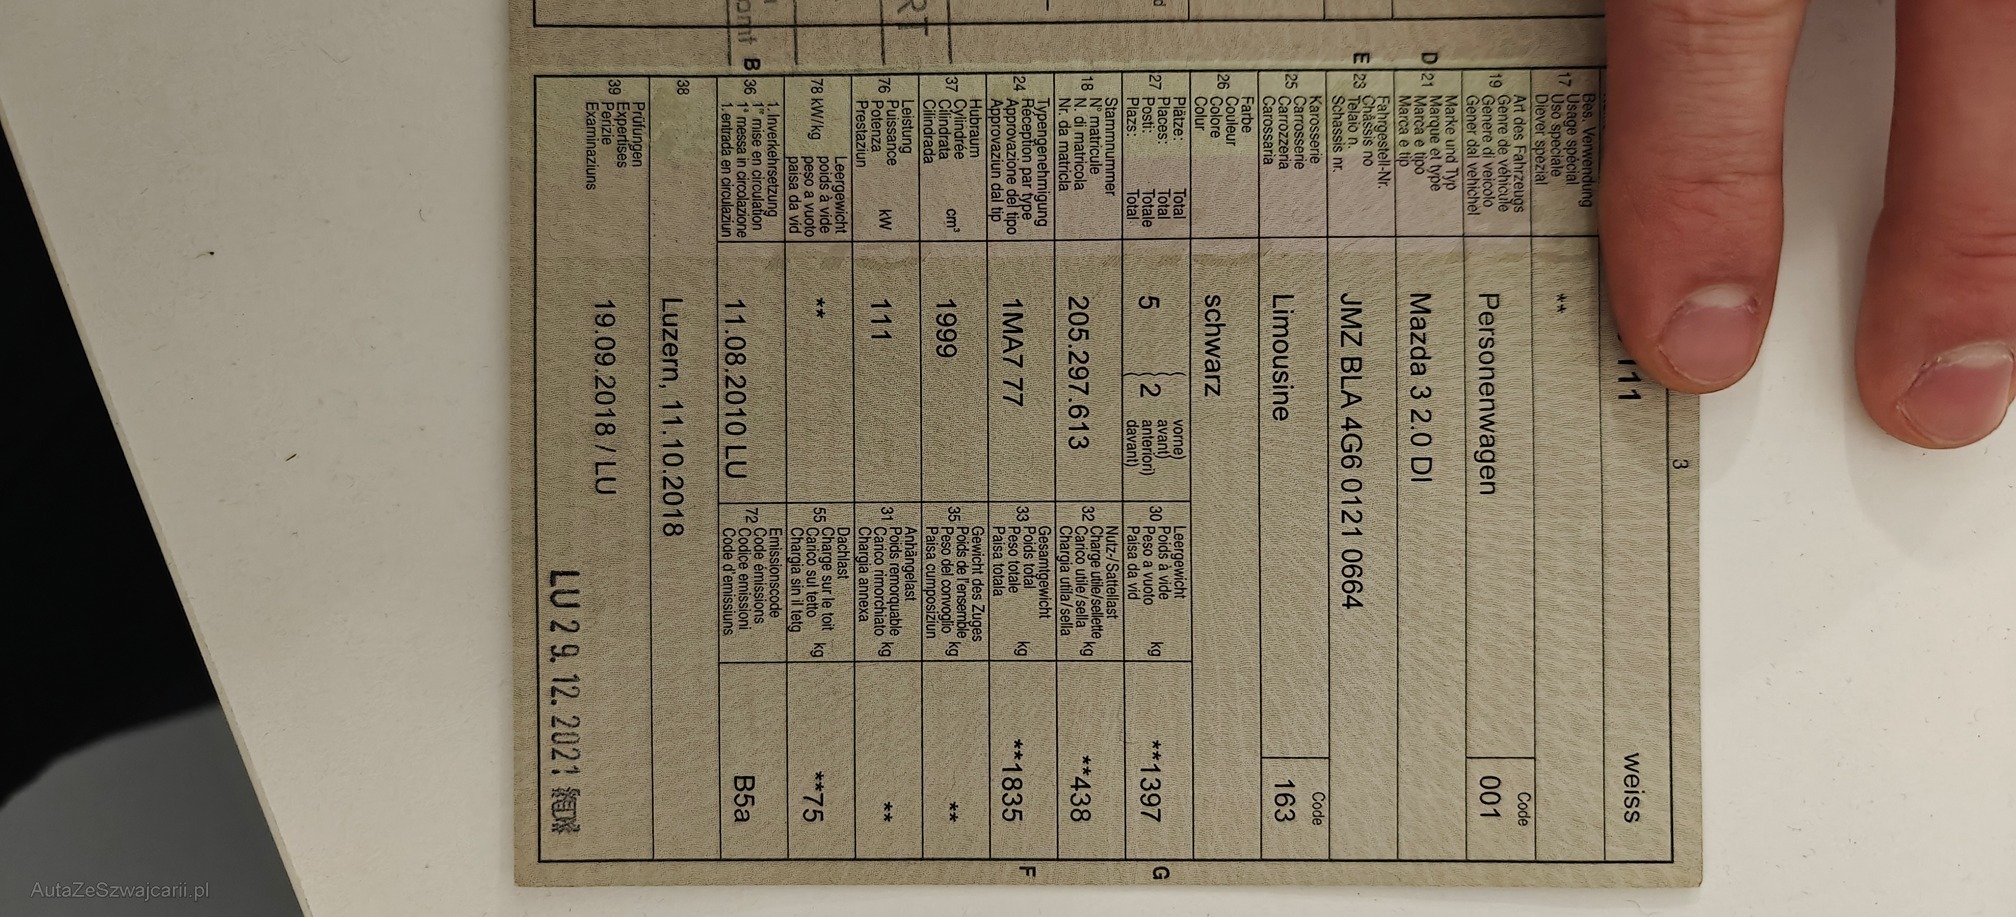 3
111 weiss
17 Bes. Verwendung
Usage spécial
Uso speciale
Diever spezial
**
19 Art des Fahrzeugs
Genre de véhicule
Genere di veicolo
Gener dal vehichel
Personenwagen
Code
001
D 21 Marke und Typ
Marque et type
Marca e tipo
Marca e tip
Mazda 3 2.0 DI
E 23 Fahrgestell-Nr.
Châssis no
Telaio n.
Schassis nr.
JMZ BLA 4G6 0121 0664
25 Karosserie
Carrosserie
Carrozzeria
Carossaria
Limousine
Code
163
26 Farbe
Couleur
Colore
Colur
schwarz
27 Plätze: Total
Places: Total
Posti: Totale
Plazs: Total
5 2
vorne)
avant)
anteriori)
davant)
30 Leergewicht
Poids à vide
Peso a vuoto kg
Paisa da vid
**1397
G
18 Stammnummer
N° matricule
N. di matricola
Nr. da matricla
205.297.613
32 Nutz-/Sattellast
Charge utile/sellette
Carico utile/sella kg
Chargia utila/sella
**438
24 Typengenehmigung
Réception par type
Approvazione del tipo
Approvaziun dal tip
1MA7 77
33 Gesamtgewicht
Poids total
Peso totale kg
Paisa totala
**1835
F
37 Hubraum
Cylindrée
Cilindrata cm³
Cilindrada
1999
35 Gewicht des Zuges
Poids de l'ensemble
Peso del convoglio kg
Paisa cumposiziun
**
76 Leistung
Puissance
Potenza kW
Prestaziun
111
31 Anhängelast
Poids remorquable
Carico rimorchiato kg
Chargia annexa
**
78 kW/kg Leergewicht
poids à vide
peso a vuoto
paisa da vid
**
55 Dachlast
Charge sur le toit
Carico sul tetto kg
Chargia sin il tetg
**75
B 36 1. Inverkehrsetzung
1re mise en circulation
1a messa in circolazione
1. entrada en circulaziun
11.08.2010 LU
72 Emissionscode
Code émissions
Codice emissioni
Code d'emissiuns
B5a
38 Luzern, 11.10.2018
39 Prüfungen
Expertises
Perizie
Examinaziuns
19.09.2018 / LU
LU 29. 12. 2021
AutaZeSzwajcarii.pl